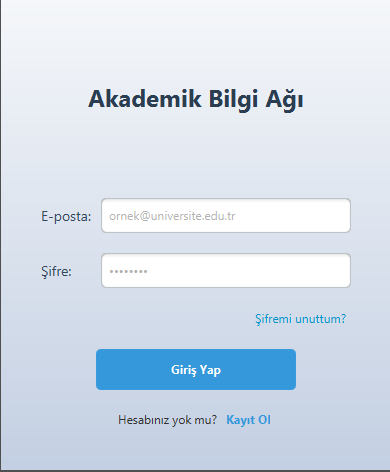 Akademik Bilgi Ağı
E-posta: ornek@universite.edu.tr
Şifre: ••••••••
Şifremi unuttum?
Giriş Yap
Hesabınız yok mu? Kayıt Ol